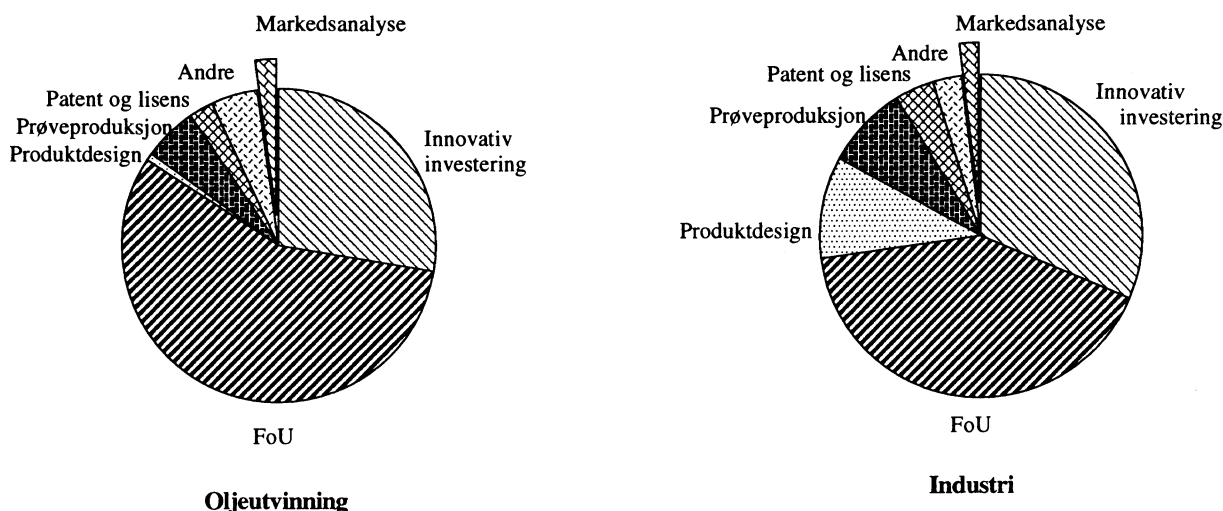 Markedsanalyse
Andre
Patent og lisens
Prøveproduksjon
Produktdesign
Innovativ
investering
FoU
Oljeutvinning
Markedsanalyse
Andre
Patent og lisens
Prøveproduksjon
Produktdesign
Innovativ
investering
FoU
Industri